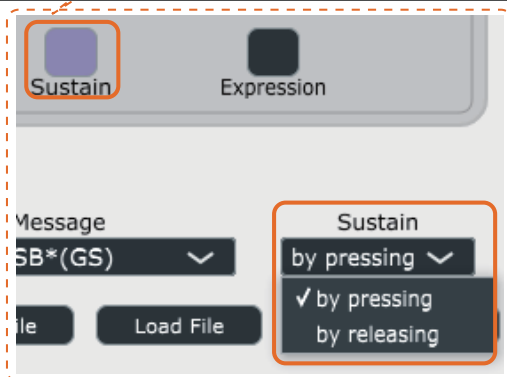 Sustain
Expression
Message
Sustain
SB*(GS)
by pressing
✓ by pressing
by releasing
ile
Load File